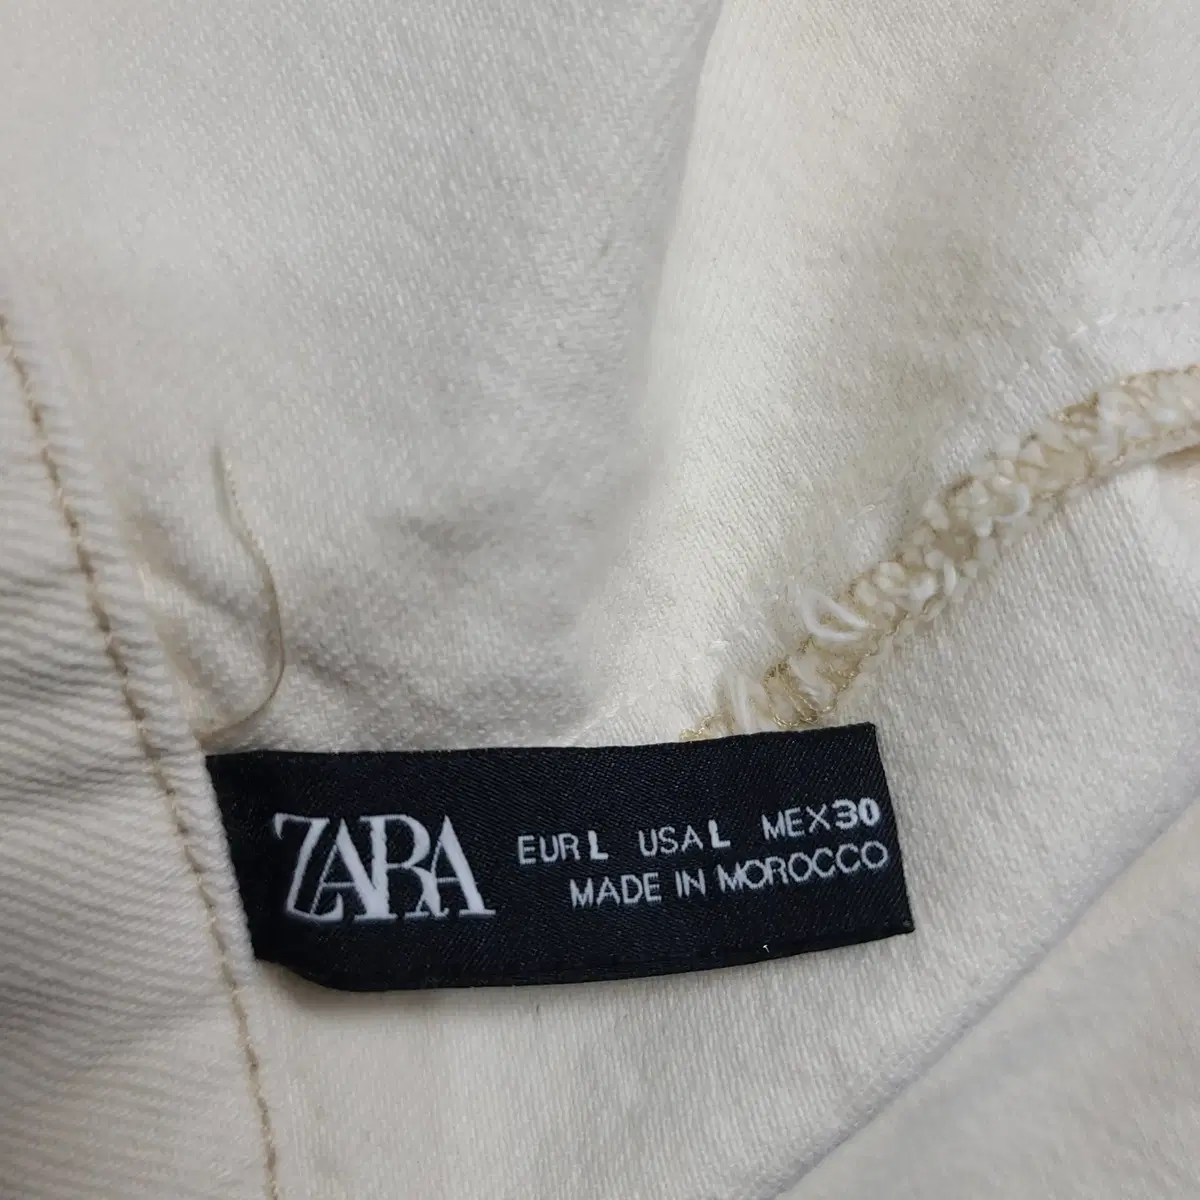 ZARA
EUR L USA L MEX 30
MADE IN MOROCCO